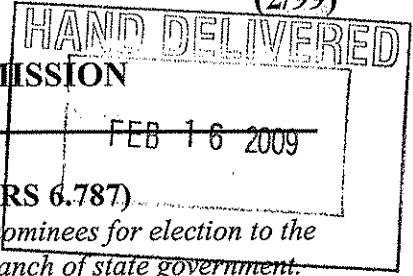 (2/99)
HAND DELIVERED
MISSION
FEB 16 2009
RS 6.787)
ominees for election to the
anch of state government.